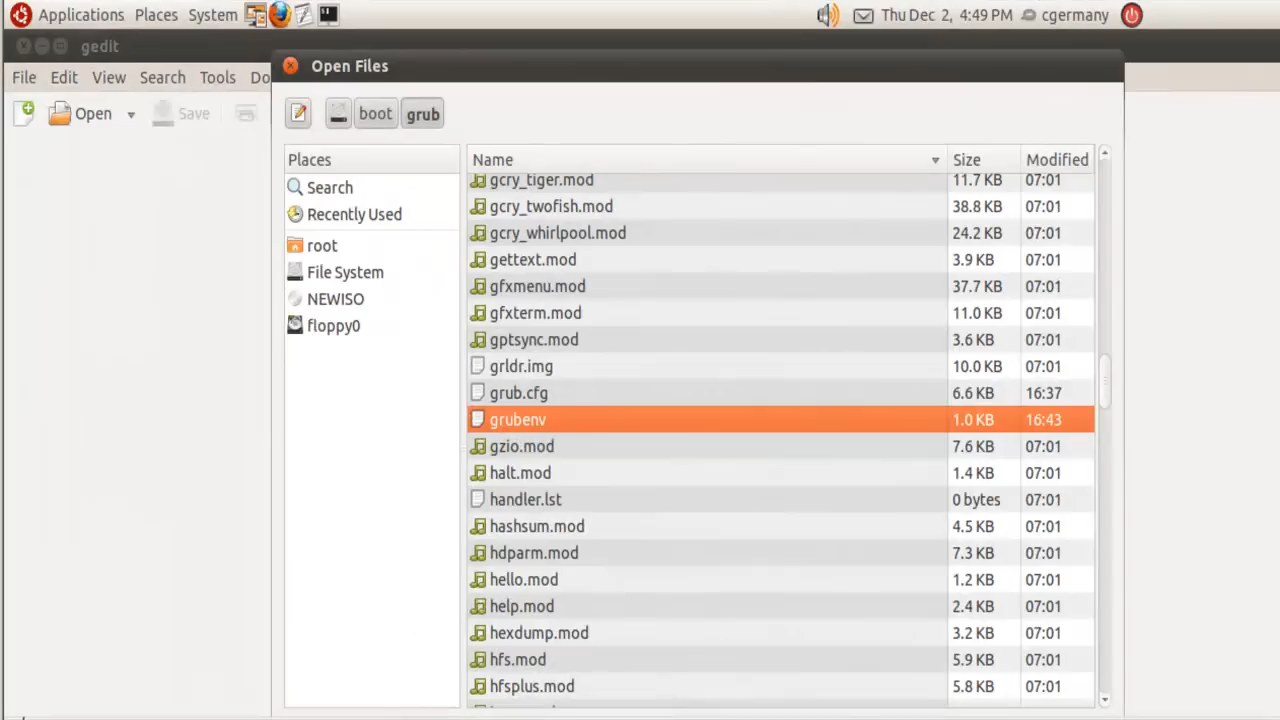 Applications Places System Thu Dec 2, 4:49 PM cgermany
gedit
File Edit View Search Tools Do
Open Save
Open Files
boot grub
Places
Search
Recently Used
root
File System
NEWISO
floppy0
Name Size Modified
gcry_tiger.mod 11.7 KB 07:01
gcry_twofish.mod 38.8 KB 07:01
gcry_whirlpool.mod 24.2 KB 07:01
gettext.mod 3.9 KB 07:01
gfxmenu.mod 37.7 KB 07:01
gfxterm.mod 11.0 KB 07:01
gptsync.mod 3.6 KB 07:01
grldr.img 10.0 KB 07:01
grub.cfg 6.6 KB 16:37
grubenv 1.0 KB 16:43
gzio.mod 7.6 KB 07:01
halt.mod 1.4 KB 07:01
handler.lst 0 bytes 07:01
hashsum.mod 4.5 KB 07:01
hdparm.mod 7.3 KB 07:01
hello.mod 1.2 KB 07:01
help.mod 2.4 KB 07:01
hexdump.mod 3.2 KB 07:01
hfs.mod 5.9 KB 07:01
hfsplus.mod 5.8 KB 07:01